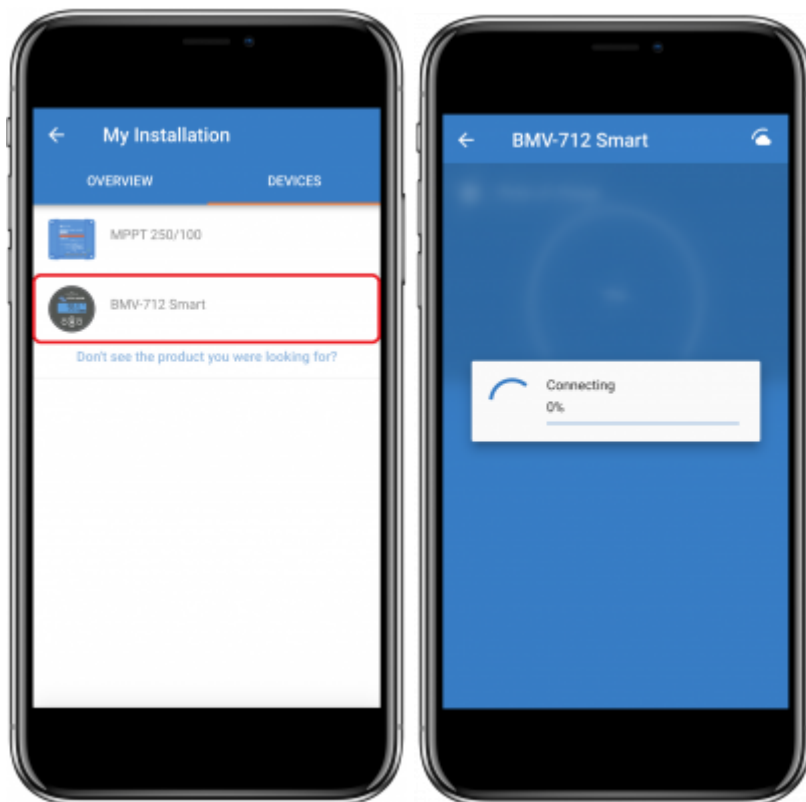 My Installation
OVERVIEW
DEVICES
MPPT 250/100
BMV-712 Smart
Don't see the product you were looking for?
BMV-712 Smart
Connecting
0%